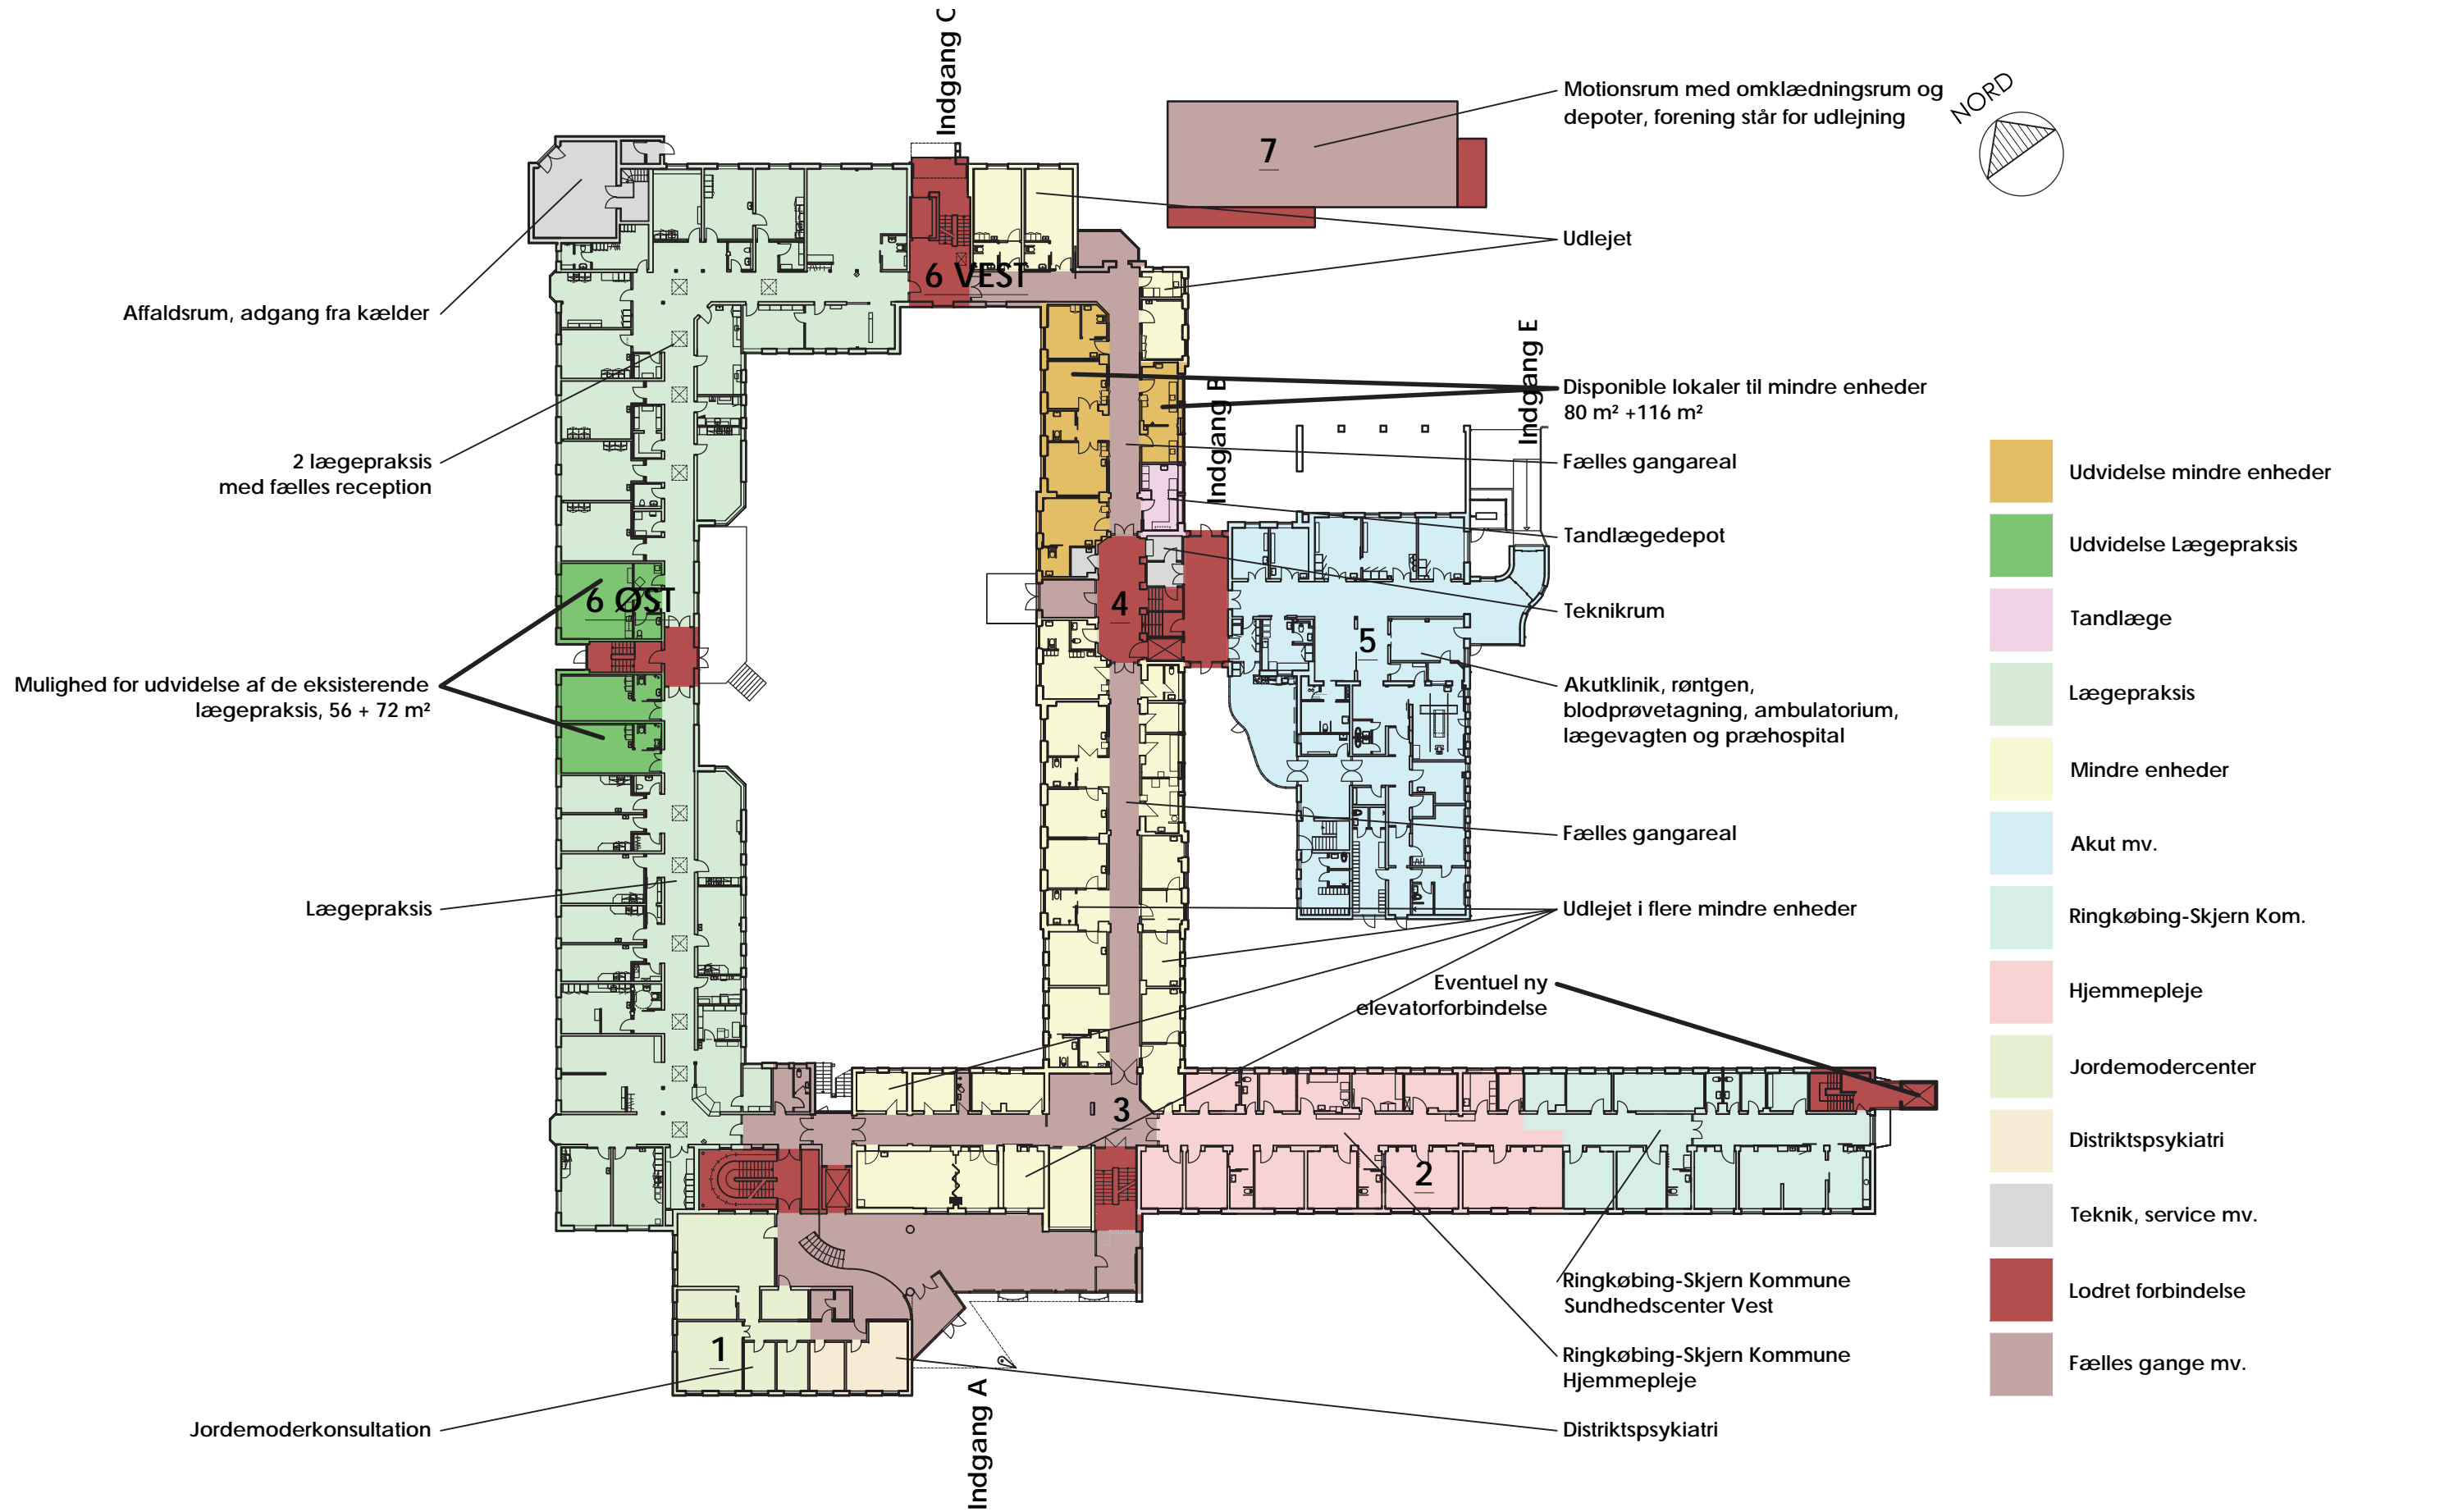 Indgang C
Motionsrum med omklædningsrum og
depoter, forening står for udlejning
NORD
7
Udlejet
6 VEST
Affaldsrum, adgang fra kælder
Indgang E
Indgang B
Disponible lokaler til mindre enheder
80 m² +116 m²
2 lægepraksis
med fælles reception
Fælles gangareal
Tandlægedepot
6 ØST
4
Teknikrum
5
Mulighed for udvidelse af de eksisterende
lægepraksis, 56 + 72 m²
Akutklinik, røntgen,
blodprøvetagning, ambulatorium,
lægevagten og præhospital
Fælles gangareal
Lægepraksis
Udlejet i flere mindre enheder
Eventuel ny
elevatorforbindelse
3
2
Ringkøbing-Skjern Kommune
Sundhedscenter Vest
1
Ringkøbing-Skjern Kommune
Hjemmepleje
Indgang A
Jordemoderkonsultation
Distriktspsykiatri
Udvidelse mindre enheder
Udvidelse Lægepraksis
Tandlæge
Lægepraksis
Mindre enheder
Akut mv.
Ringkøbing-Skjern Kom.
Hjemmepleje
Jordemodercenter
Distriktspsykiatri
Teknik, service mv.
Lodret forbindelse
Fælles gange mv.